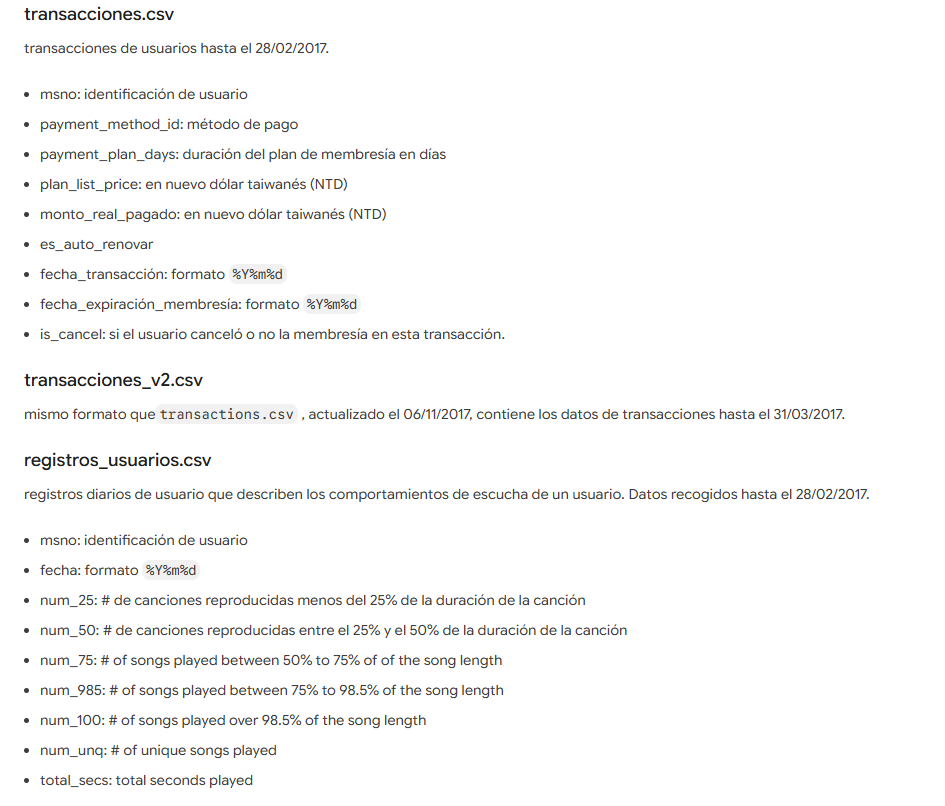 transacciones.csv
transacciones de usuarios hasta el 28/02/2017.
msno: identificación de usuario
payment_method_id: método de pago
payment_plan_days: duración del plan de membresía en días
plan_list_price: en nuevo dólar taiwanés (NTD)
monto_real_pagado: en nuevo dólar taiwanés (NTD)
es_auto_renovar
fecha_transacción: formato %Y%m%d
fecha_expiración_membresía: formato %Y%m%d
is_cancel: si el usuario canceló o no la membresía en esta transacción.
transacciones_v2.csv
mismo formato que transactions.csv , actualizado el 06/11/2017, contiene los datos de transacciones hasta el 31/03/2017.
registros_usuarios.csv
registros diarios de usuario que describen los comportamientos de escucha de un usuario. Datos recogidos hasta el 28/02/2017.
msno: identificación de usuario
fecha: formato %Y%m%d
num_25: # de canciones reproducidas menos del 25% de la duración de la canción
num_50: # de canciones reproducidas entre el 25% y el 50% de la duración de la canción
num_75: # of songs played between 50% to 75% of of the song length
num_985: # of songs played between 75% to 98.5% of the song length
num_100: # of songs played over 98.5% of the song length
num_unq: # of unique songs played
total_secs: total seconds played